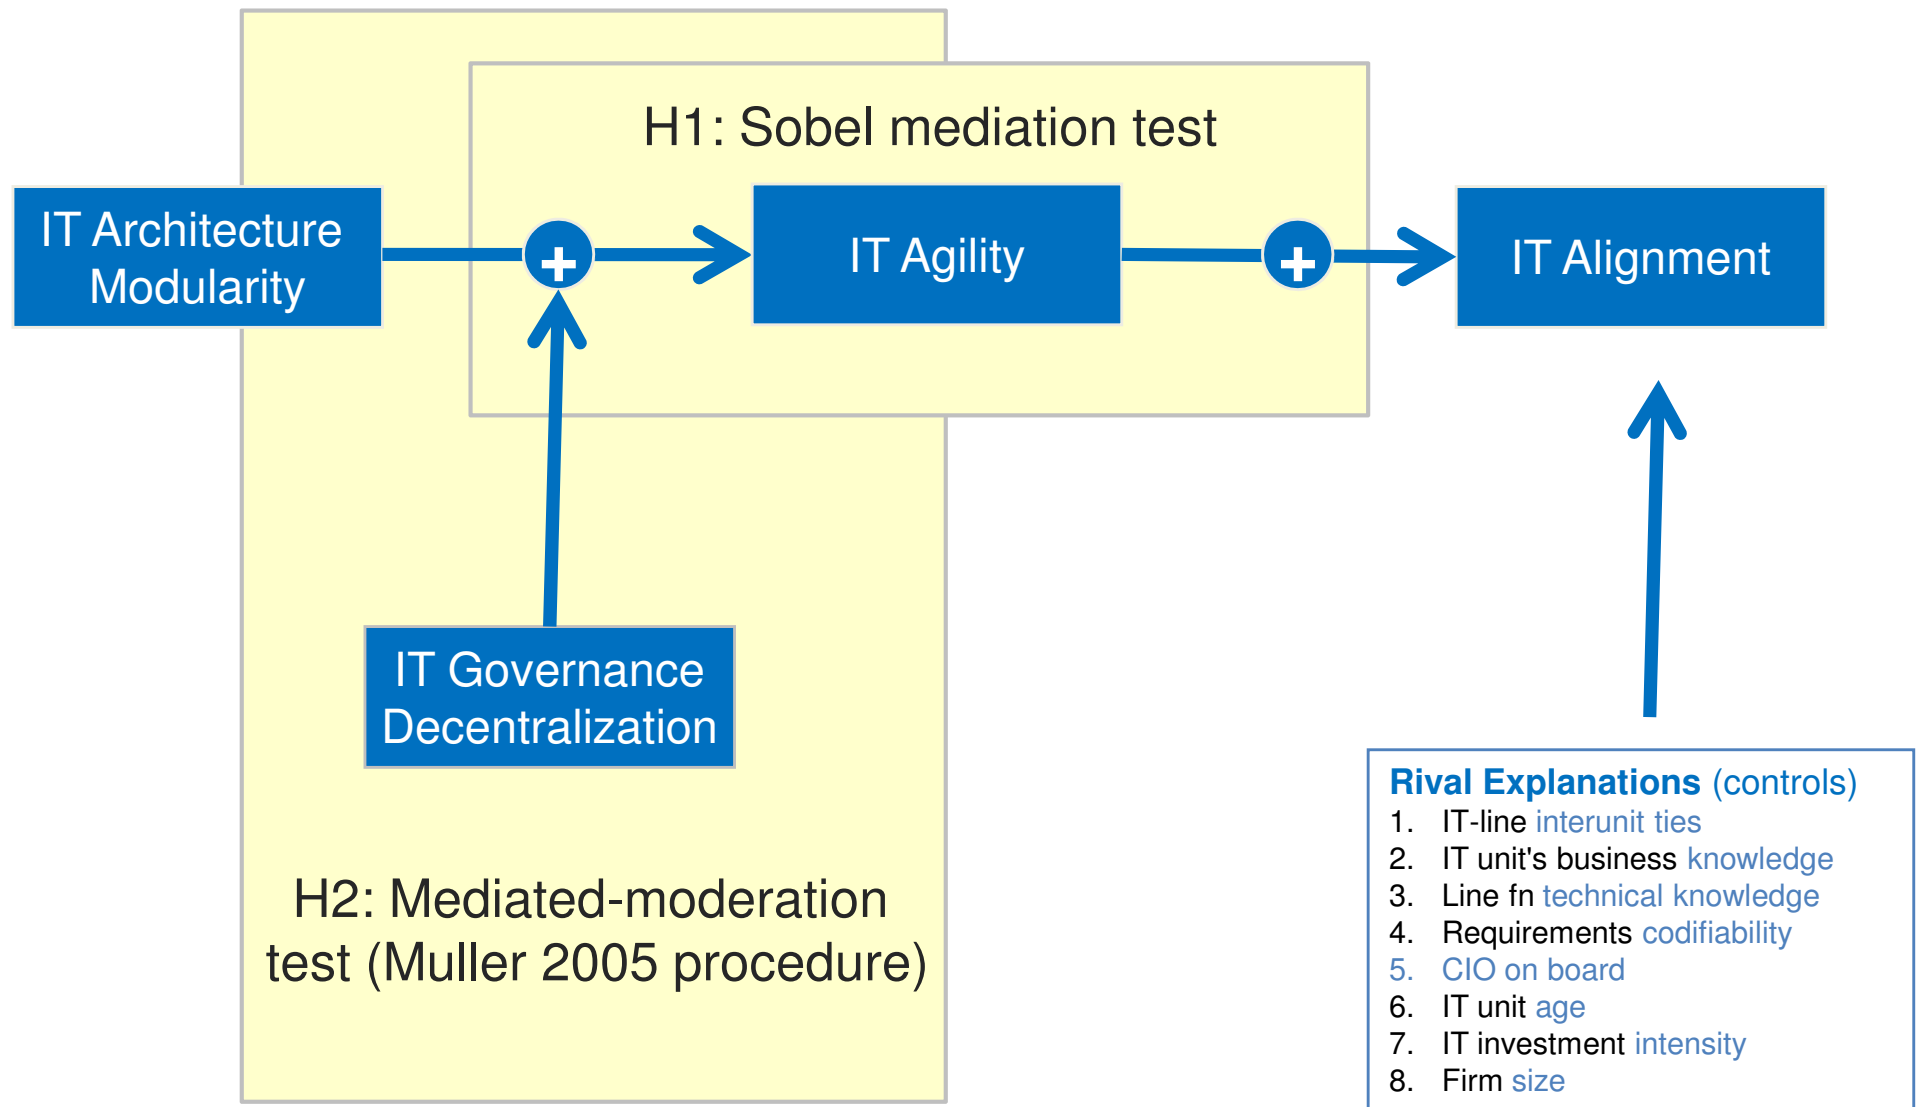 H1: Sobel mediation test
IT Architecture
Modularity
+
IT Agility
+
IT Alignment
IT Governance
Decentralization
H2: Mediated-moderation
test (Muller 2005 procedure)
Rival Explanations (controls)
1. IT-line interunit ties
2. IT unit's business knowledge
3. Line fn technical knowledge
4. Requirements codifiability
5. CIO on board
6. IT unit age
7. IT investment intensity
8. Firm size